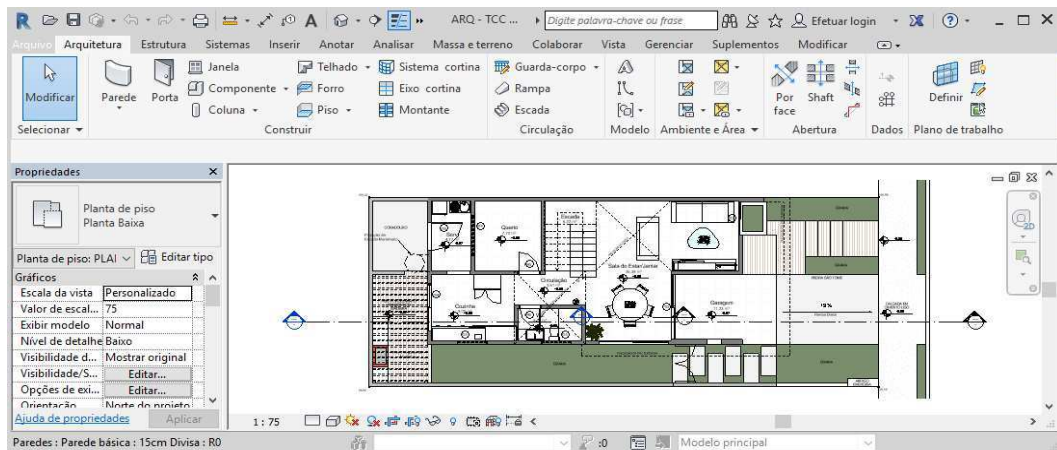 R A ARQ - TCC ... Digite palavra-chave ou frase Efetuar login ?
Arquivo Arquitetura Estrutura Sistemas Inserir Anotar Analisar Massa e terreno Colaborar Vista Gerenciar Suplementos Modificar
Modificar
Parede
Porta
Janela
Componente
Coluna
Telhado
Forro
Piso
Sistema cortina
Eixo cortina
Montante
Guarda-corpo
Rampa
Escada
Por face
Shaft
Definir
Selecionar Construir Circulação Modelo Ambiente e Área Abertura Dados Plano de trabalho
Propriedades
Planta de piso
Planta Baixa
Planta de piso: PLAI Editar tipo
Gráficos
Escala da vista Personalizado
Valor de escal... 75
Exibir modelo Normal
Nível de detalhe Baixo
Visibilidade d... Mostrar original
Visibilidade/S... Editar...
Opções de exi... Editar...
Orientação Norte do projeto
Ajuda de propriedades Aplicar
2D
Escada
Quarto
Sala de Estar/Jantar
Circulação
Cozinha
Garagem
1:75
Paredes : Parede básica : 15cm Divisa : R0
:0
Modelo principal